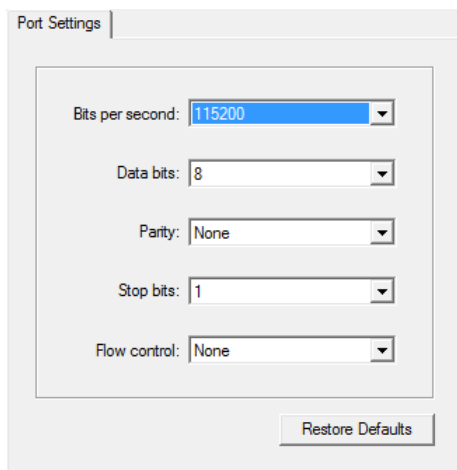 Port Settings
Bits per second: 115200
Data bits: 8
Parity: None
Stop bits: 1
Flow control: None
Restore Defaults